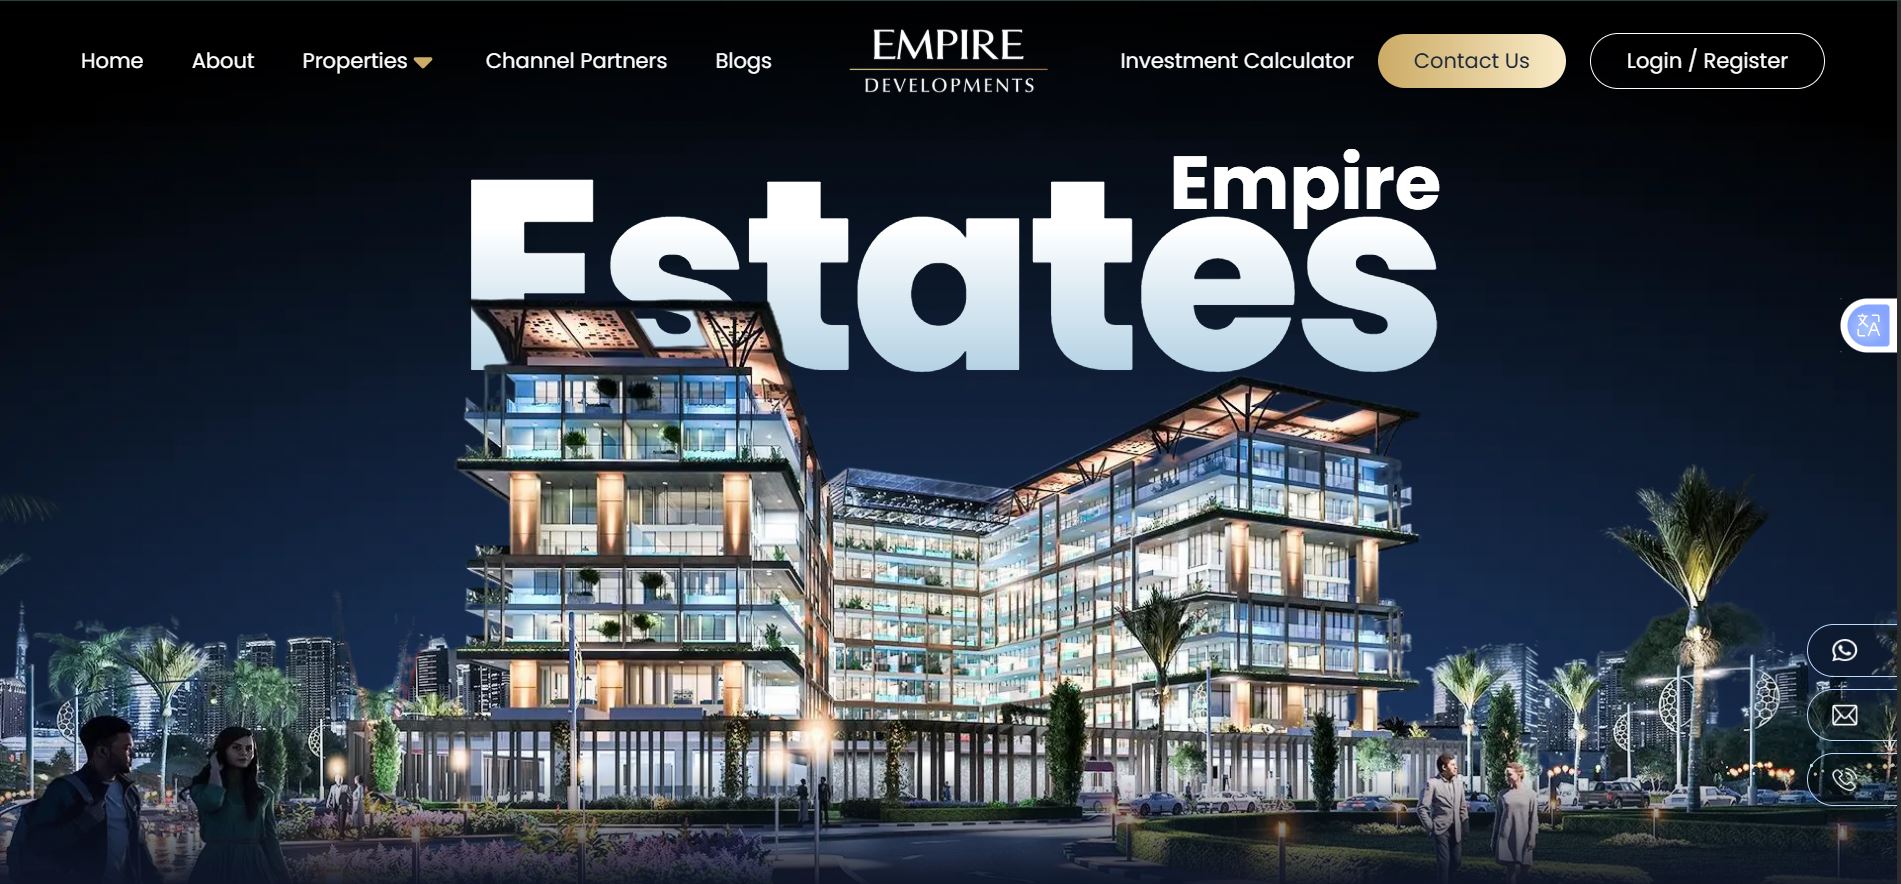 Home
About
Properties
Channel Partners
Blogs
EMPIRE
DEVELOPMENTS
Investment Calculator
Contact Us
Login / Register
Empire
Estates